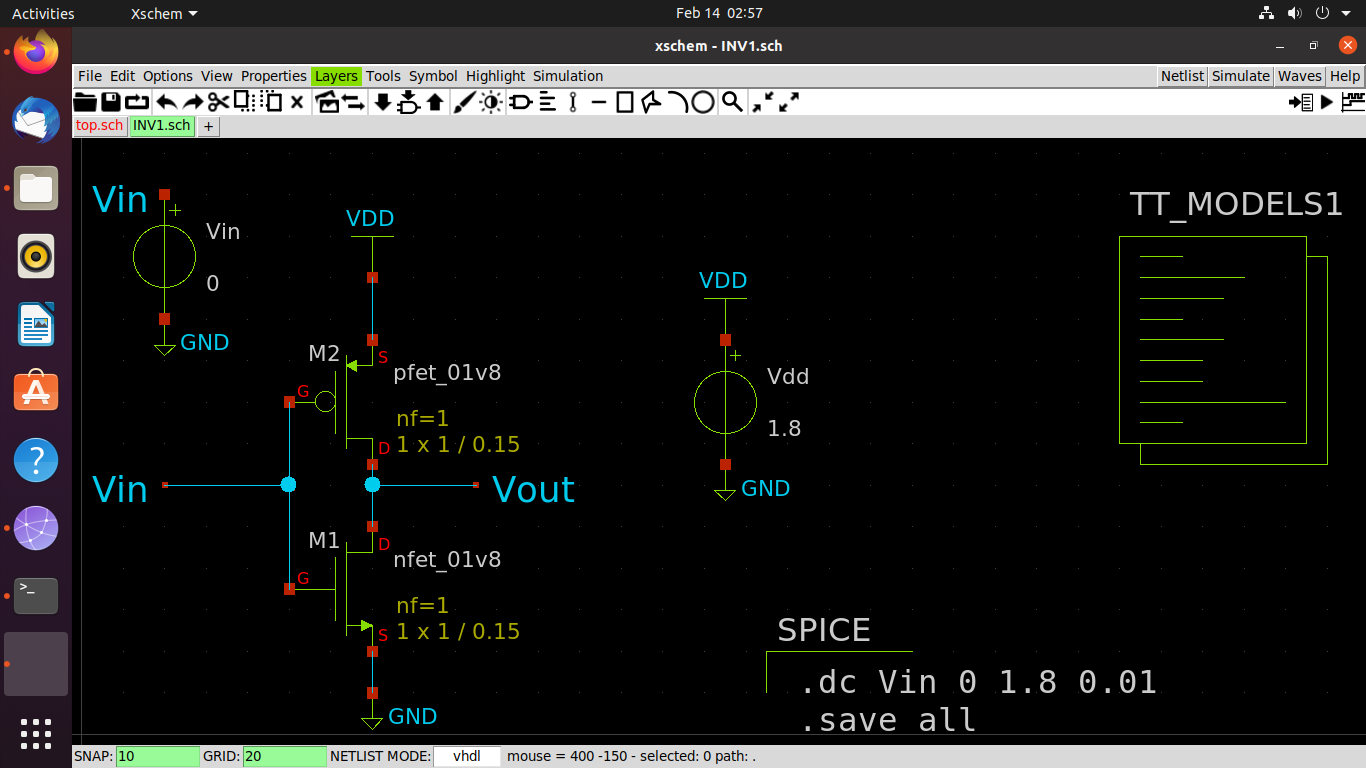 Activities
Xschem
Feb 14 02:57
xschem - INV1.sch
File Edit Options View Properties Layers Tools Symbol Highlight Simulation
Netlist Simulate Waves Help
top.sch INV1.sch +
Vin
+
Vin
0
GND
VDD
M2
S
pfet_01v8
G
nf=1
D
1 x 1 / 0.15
Vin
Vout
M1
D
nfet_01v8
G
nf=1
S
1 x 1 / 0.15
GND
VDD
+
Vdd
1.8
GND
TT_MODELS1
SPICE
.dc Vin 0 1.8 0.01
.save all
>_
?
SNAP: 10 GRID: 20 NETLIST MODE: vhdl mouse = 400 -150 - selected: 0 path: .